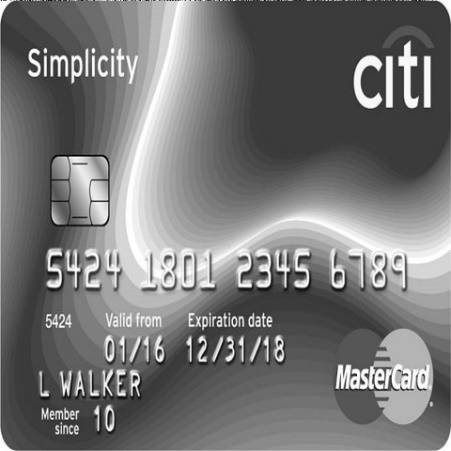 Simplicity
citi
5424 1801 2345 6789
5424 Valid from Expiration date
01/16 12/31/18
L WALKER
MasterCard
Member since 10